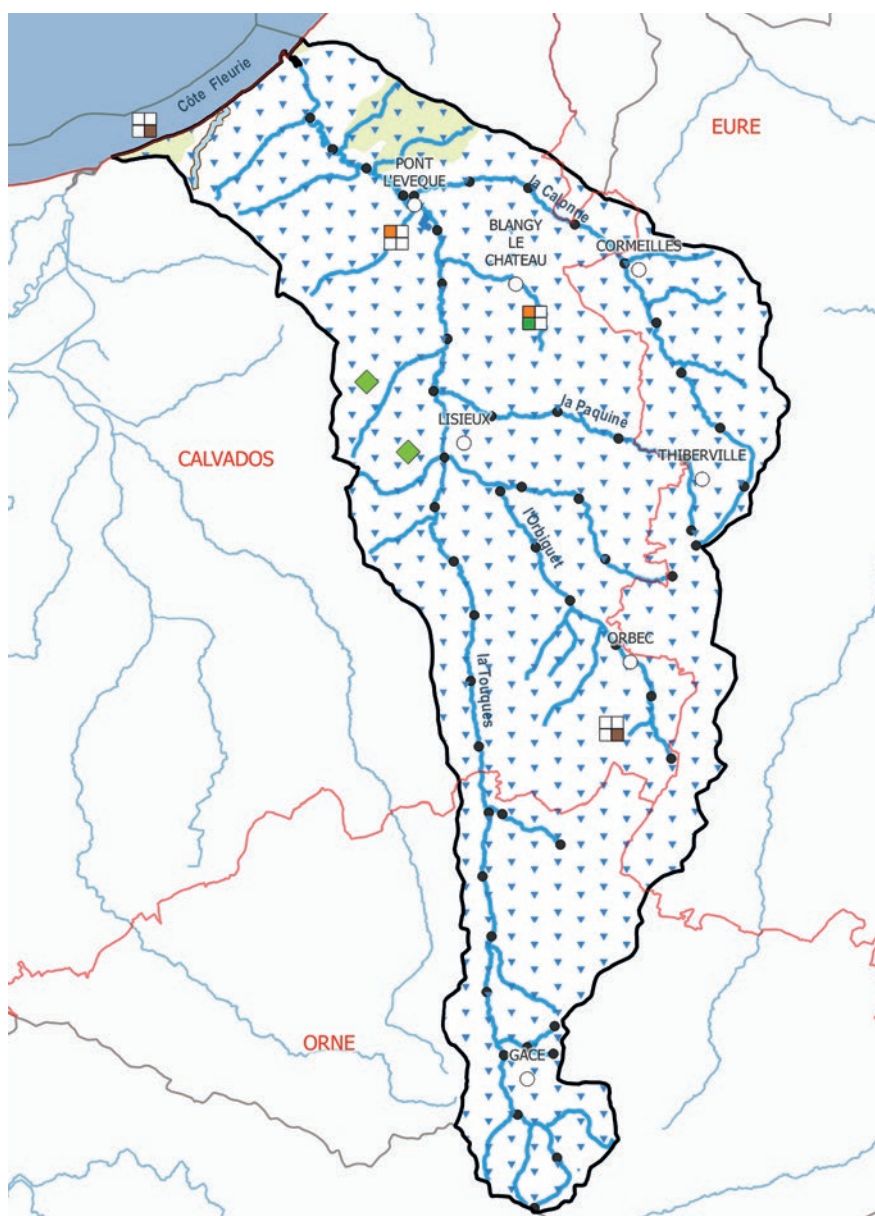 Côte Fleurie
EURE
PONT
L'EVEQUE
la Calonne
BLANGY
LE
CHATEAU
CORMEILLES
la Paquine
LISIEUX
CALVADOS
THIBERVILLE
l'Orbiquet
ORBEC
la Touques
ORNE
GACE